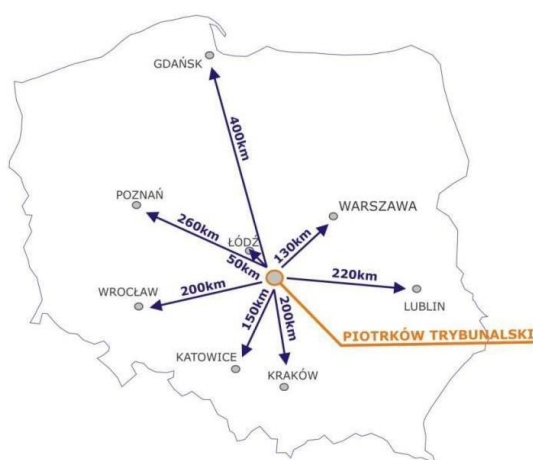 GDAŃSK
400km
POZNAŃ
WARSZAWA
260km
ŁÓDŹ
130km
50km
200km
220km
WROCŁAW
LUBLIN
150km
200km
PIOTRKÓW TRYBUNALSKI
KATOWICE
KRAKÓW